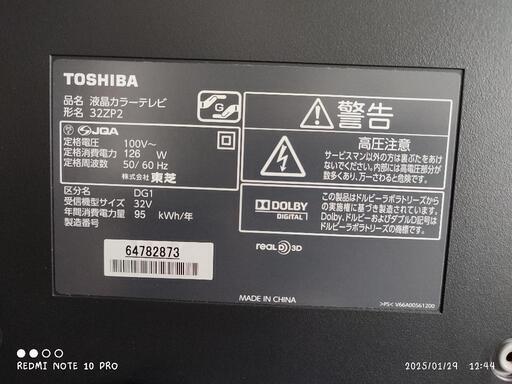 TOSHIBA
品名 液晶カラーテレビ
形名 32ZP2
G
JQA
定格電圧 100V~
定格消費電力 126 W
定格周波数 50/60 Hz
株式会社 東芝
区分名 DG1
受信機型サイズ 32V
年間消費電力量 95 kWh/年
製造番号
64782873
警告
高圧注意
サービスマン以外の方は裏ぶたをあけないでください。内部には高電圧部分が数多くあり、万一さわると危険です。
DOLBY
DIGITAL
この製品はドルビーラボラトリーズからの実施権に基づき製造されています。Dolby、ドルビーおよびダブルD記号はドルビーラボラトリーズの商標です。
REAL D 3D
MADE IN CHINA
>PS< V66A00561200
REDMI NOTE 10 PRO
2025/01/29 12:44